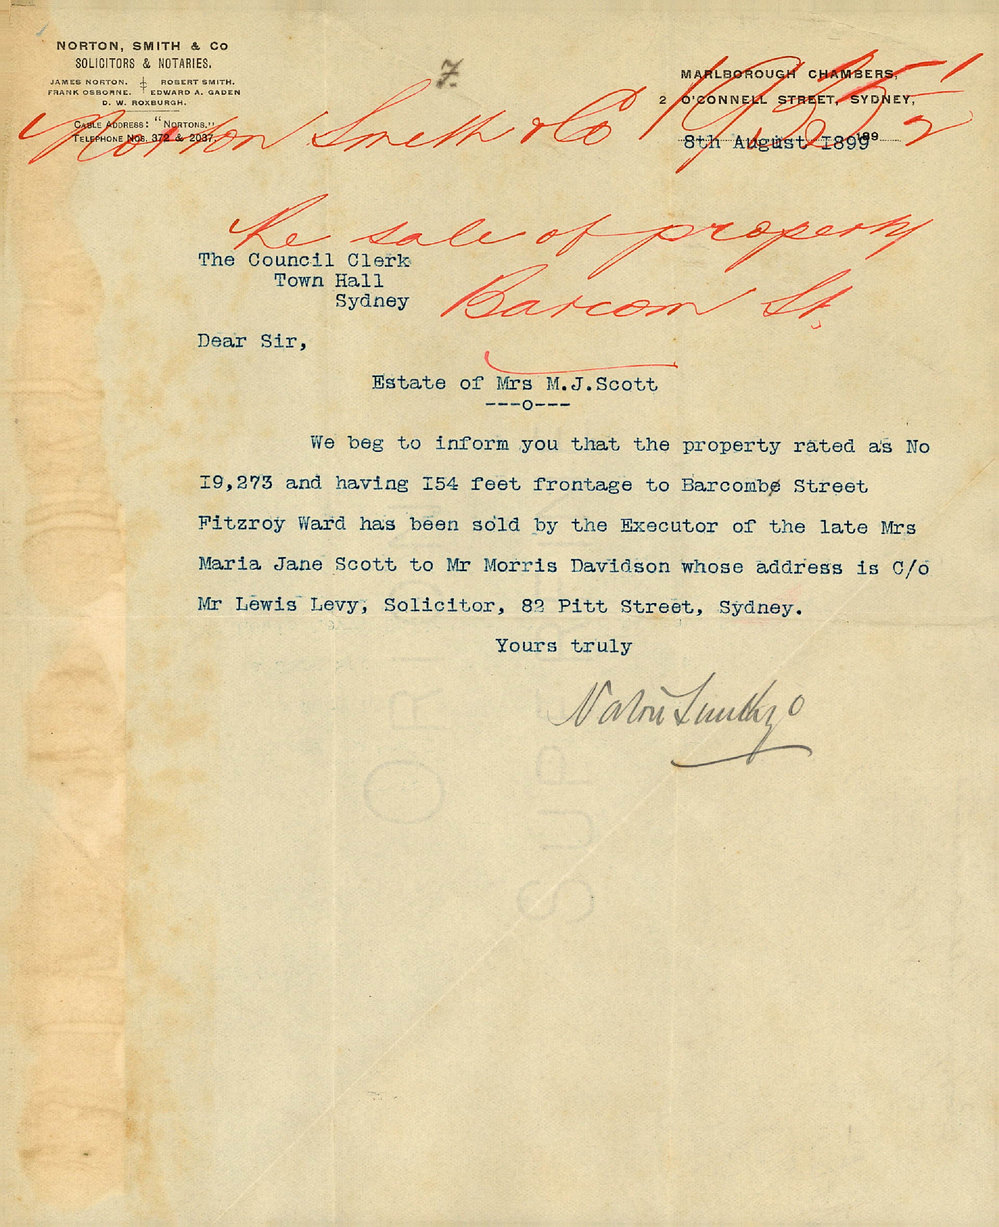 NORTON, SMITH & Co
SOLICITORS & NOTARIES.
JAMES NORTON. ROBERT SMITH.
FRANK OSBORNE. EDWARD A. GADEN
D. W. ROXBURGH.
CABLE ADDRESS: "NORTONS."
TELEPHONE NOS. 372 & 2037.
7.
MARLBOROUGH CHAMBERS,
2 O'CONNELL STREET, SYDNEY,
8th August I899
Norton Smith & Co
Re sale of property
Barcom St.
The Council Clerk
Town Hall
Sydney
Dear Sir,
Estate of Mrs M.J.Scott
---o---
We beg to inform you that the property rated as No
I9,273 and having I54 feet frontage to Barcombe Street
Fitzroy Ward has been sold by the Executor of the late Mrs
Maria Jane Scott to Mr Morris Davidson whose address is C/o
Mr Lewis Levy, Solicitor, 82 Pitt Street, Sydney.
Yours truly
Norton Smith & Co